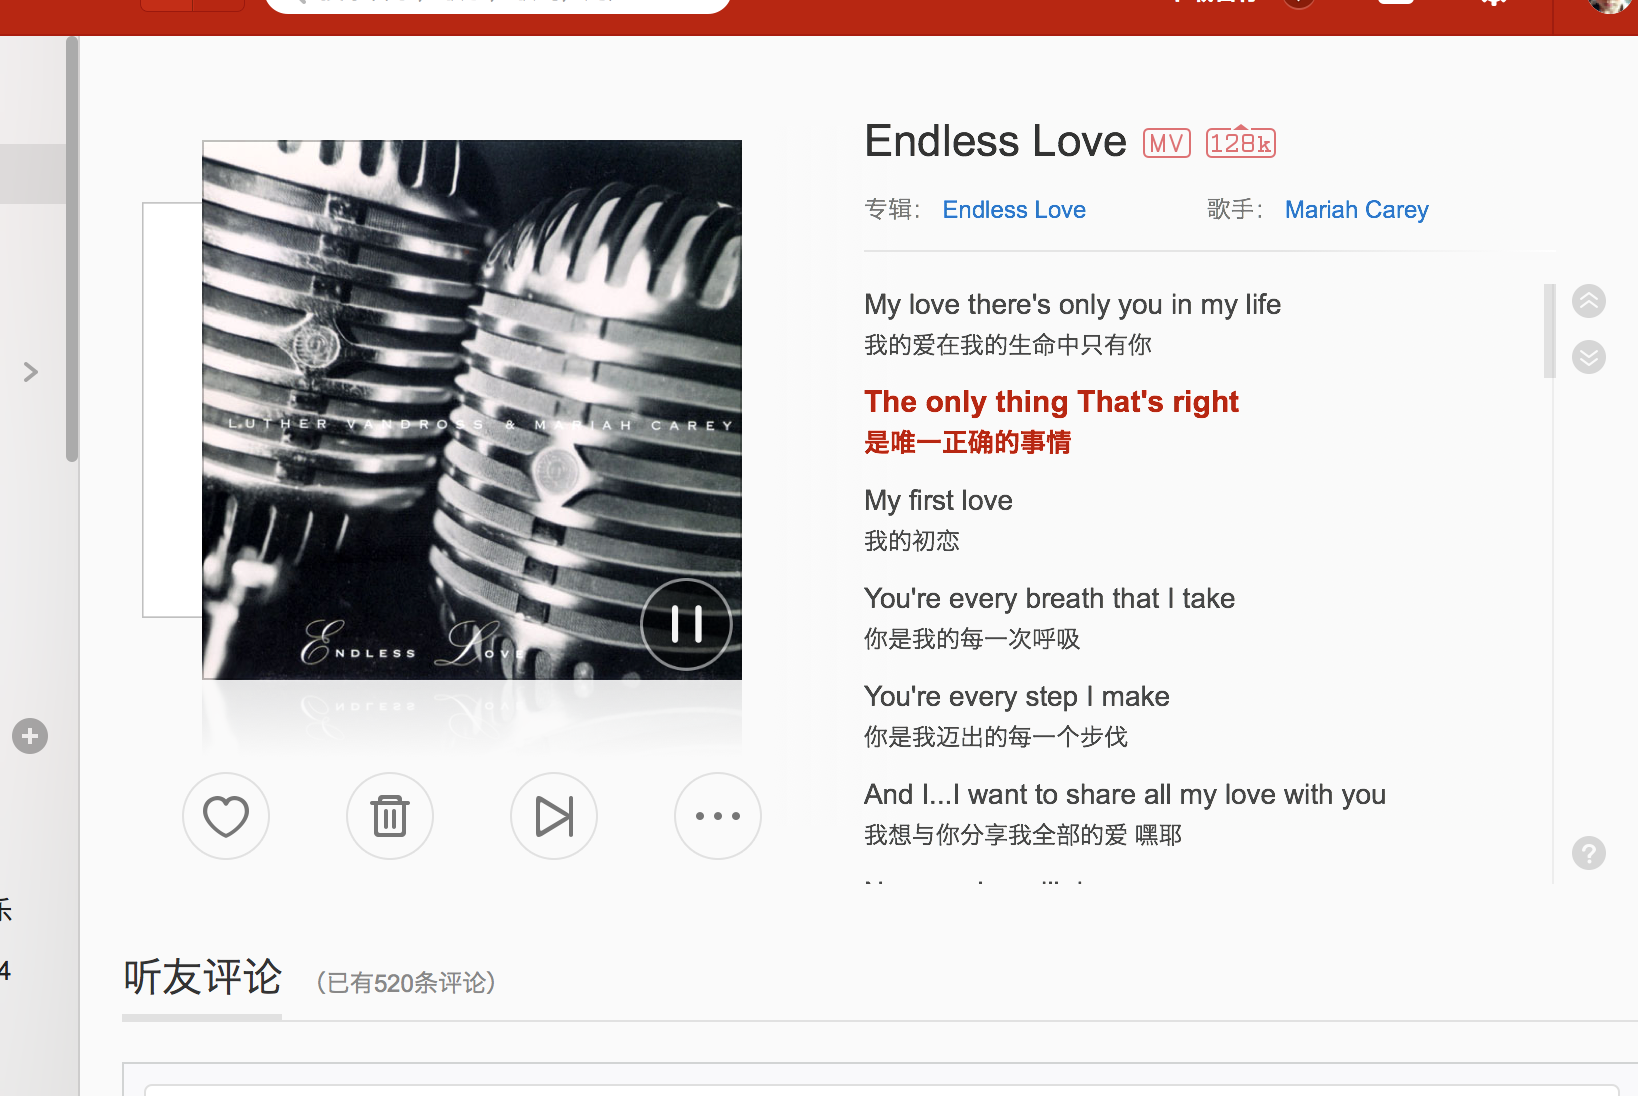 Endless Love MV 128k
专辑： Endless Love 歌手： Mariah Carey
My love there's only you in my life
我的爱在我的生命中只有你
The only thing That's right
是唯一正确的事情
My first love
我的初恋
You're every breath that I take
你是我的每一次呼吸
You're every step I make
你是我迈出的每一个步伐
And I...I want to share all my love with you
我想与你分享我全部的爱 嘿耶
LUTHER VANDROSS & MARIAH CAREY
ENDLESS LOVE
乐
4
听友评论 （已有520条评论）